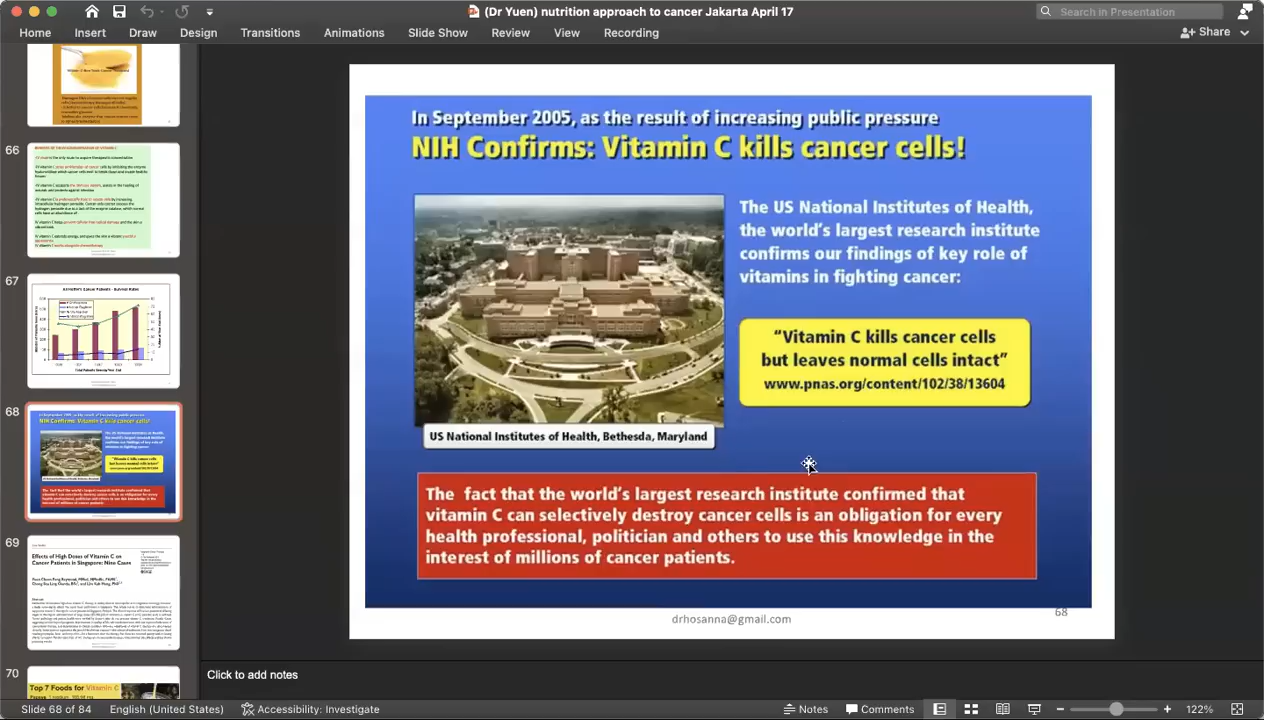 (Dr Yuen) nutrition approach to cancer Jakarta April 17
Search in Presentation
Home Insert Draw Design Transitions Animations Slide Show Review View Recording
Share
66
67
68
69
Effects of High Doses of Vitamin C on
Cancer Patients in Singapore: Nine Cases
70
Top 7 Foods for Vitamin C
In September 2005, as the result of increasing public pressure
NIH Confirms: Vitamin C kills cancer cells!
The US National Institutes of Health,
the world's largest research institute
confirms our findings of key role of
vitamins in fighting cancer:
“Vitamin C kills cancer cells
but leaves normal cells intact”
www.pnas.org/content/102/38/13604
US National Institutes of Health, Bethesda, Maryland
The fact that the world's largest research institute confirmed that
vitamin C can selectively destroy cancer cells is an obligation for every
health professional, politician and others to use this knowledge in the
interest of millions of cancer patients.
drhosanna@gmail.com
68
Click to add notes
Slide 68 of 84 English (United States) Accessibility: Investigate Notes Comments 122%